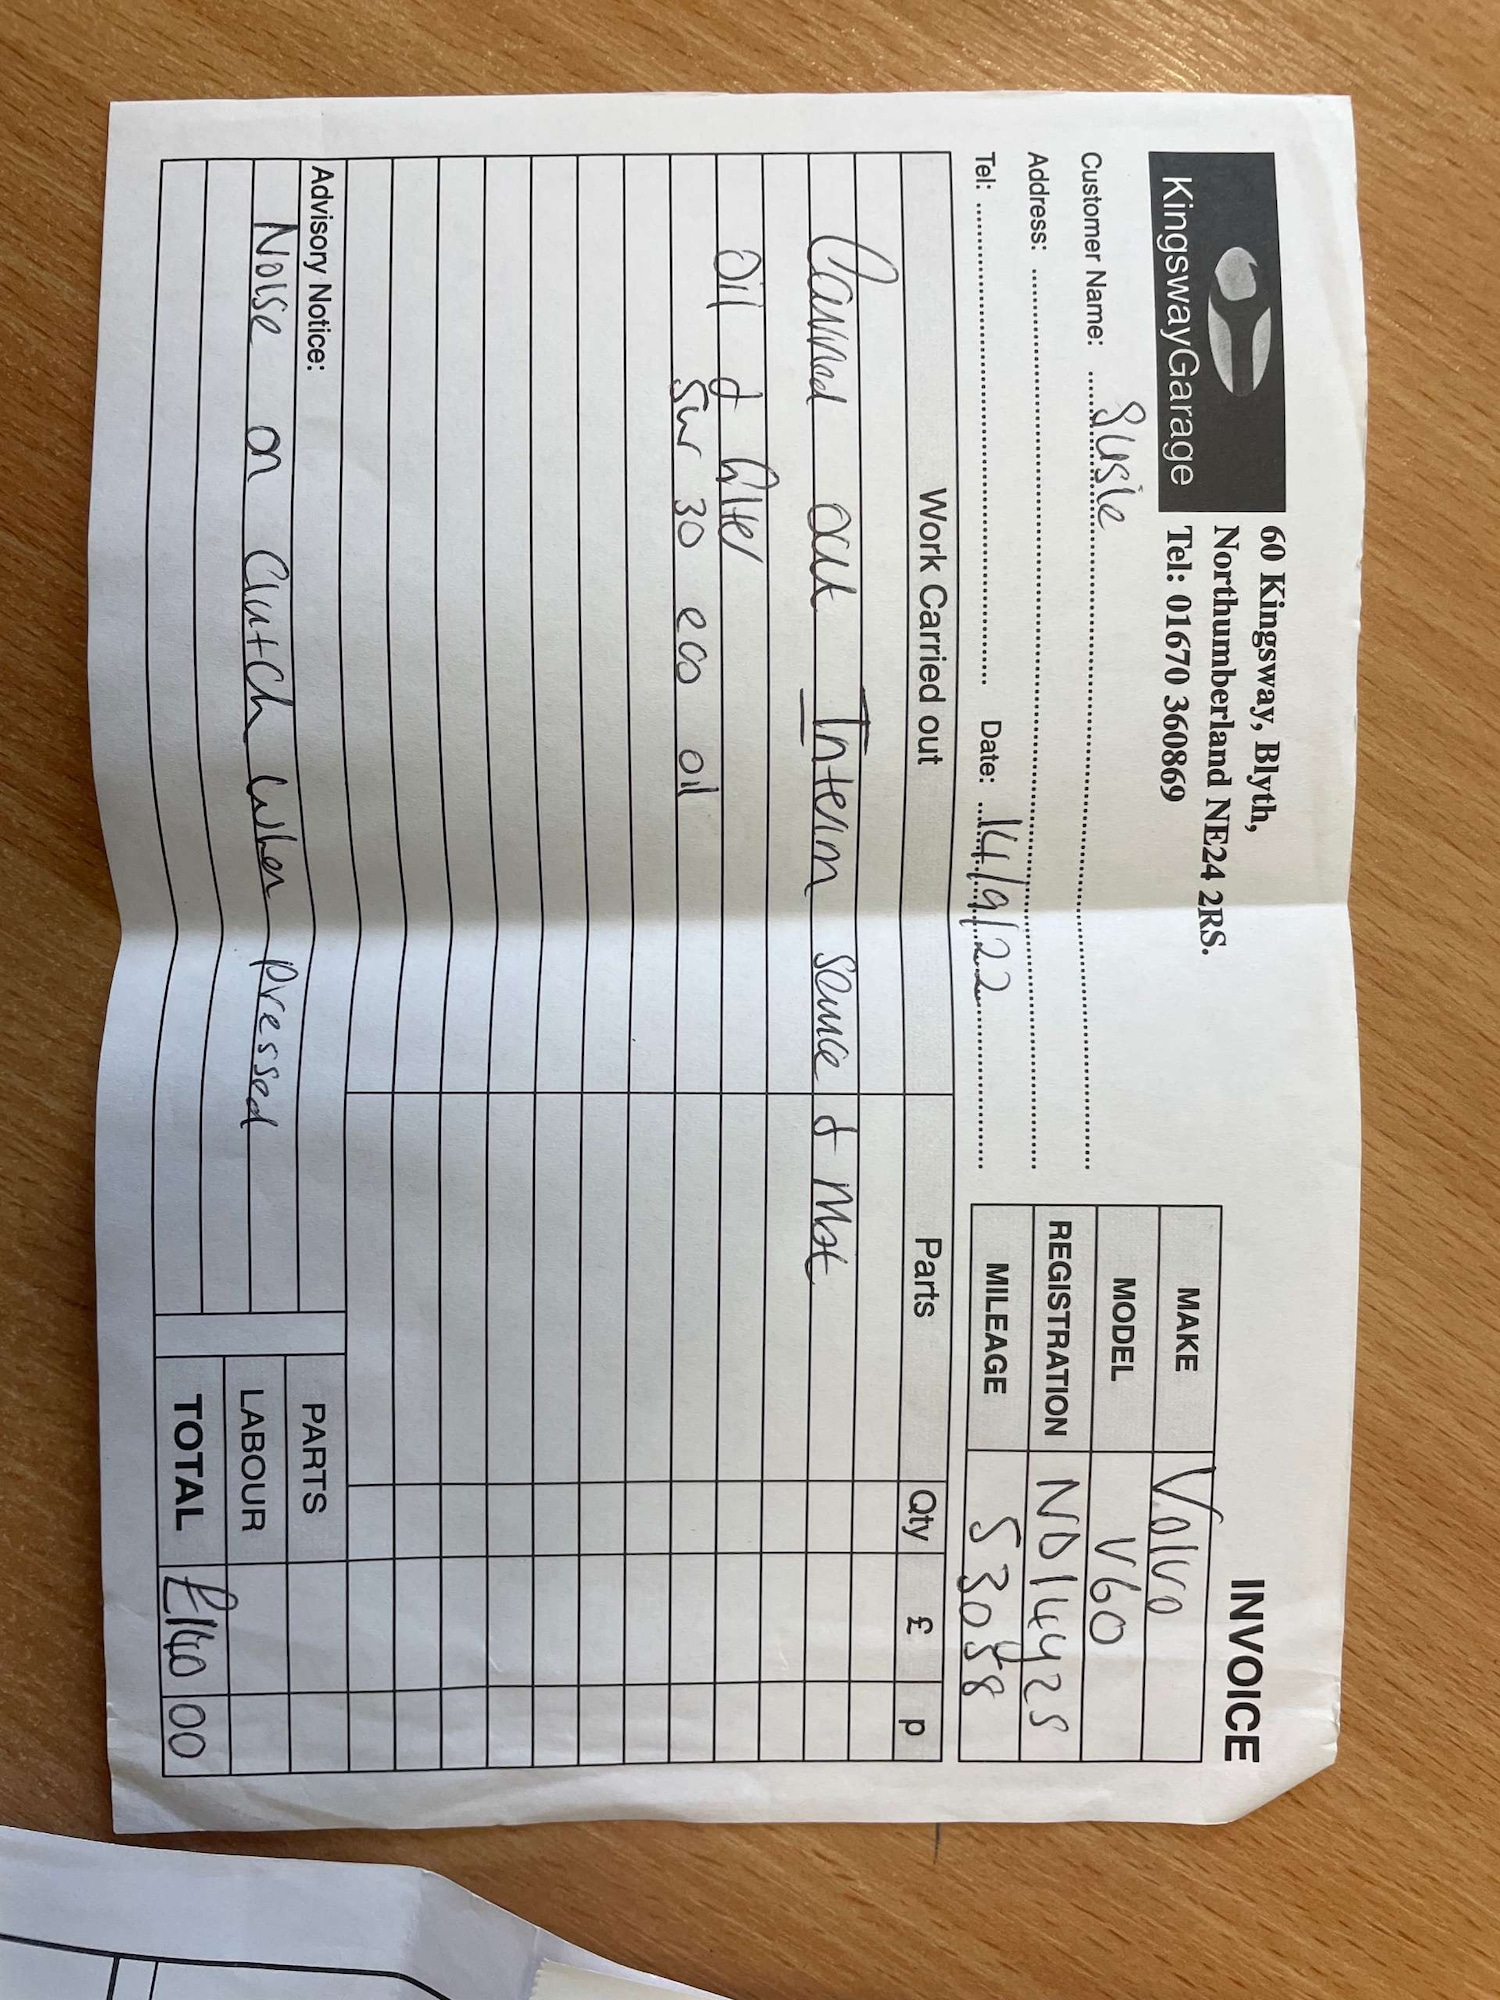 KingswayGarage
60 Kingsway, Blyth,
Northumberland NE24 2RS.
Tel: 01670 360869
INVOICE
Customer Name: Susie
Address:
Tel: Date: 14/9/22
MAKE Volvo
MODEL V60
REGISTRATION ND14YZS
MILEAGE 53058
Work Carried out Parts Qty £ p
Carried out Interim service & Mot
Oil & filter
5w 30 eco oil
Advisory Notice:
Noise on Clutch when pressed
PARTS
LABOUR
TOTAL £140 00